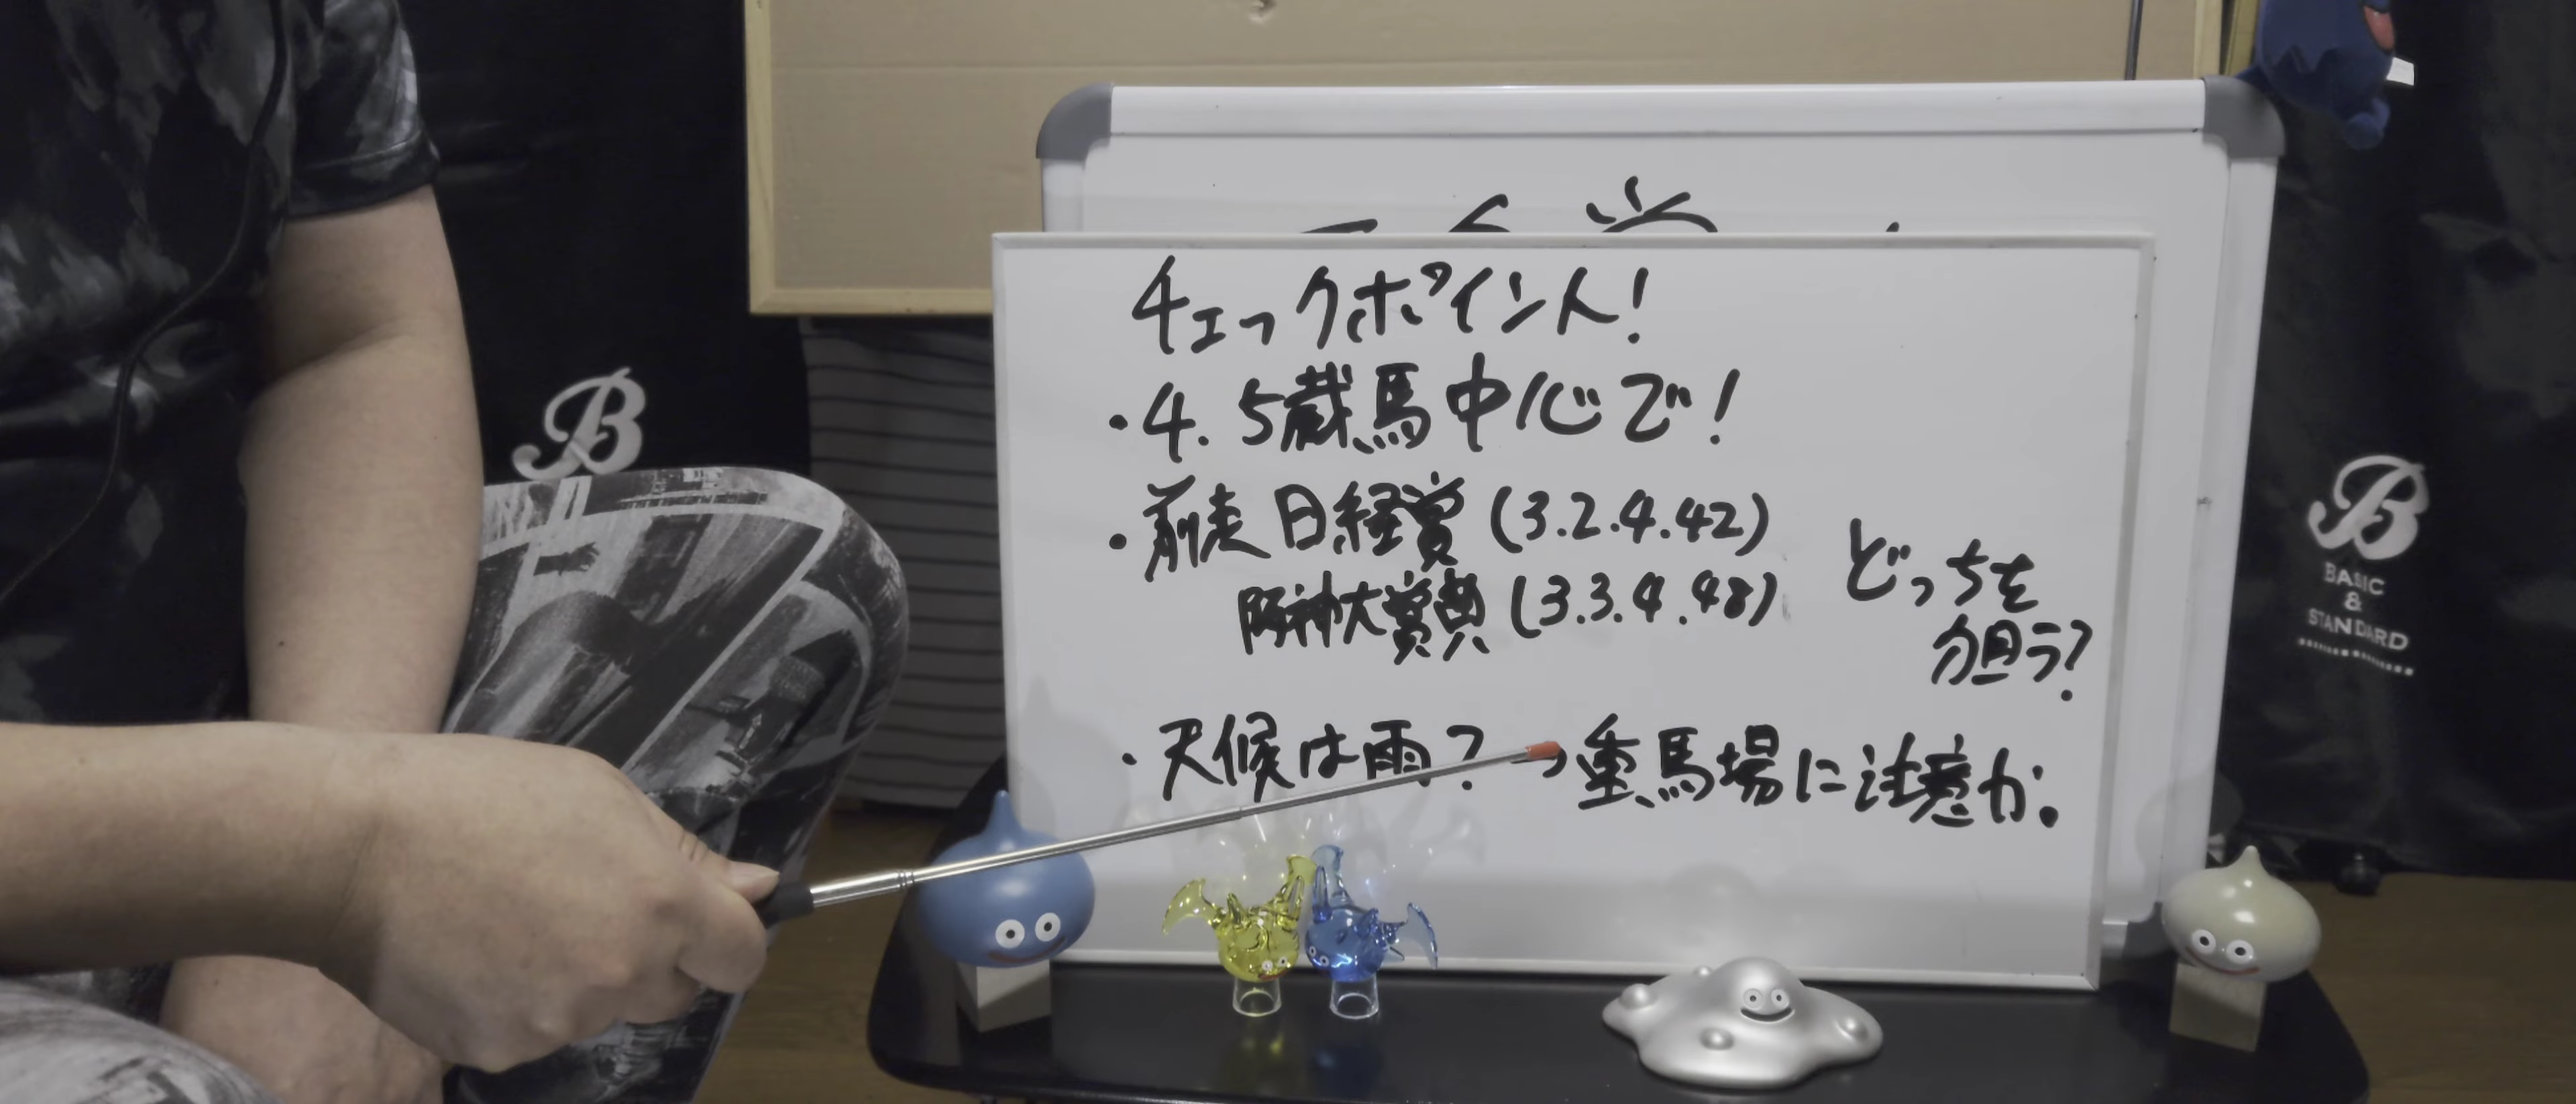 チェックポイント!
・4.5歳馬中心で!
・前走 日経賞 (3.2.4.42)
阪神大賞典 (3.3.4.48)
どっちを
狙う?
・天候は雨? →重馬場に注意か。
B
B
BASIC
&
STANDARD